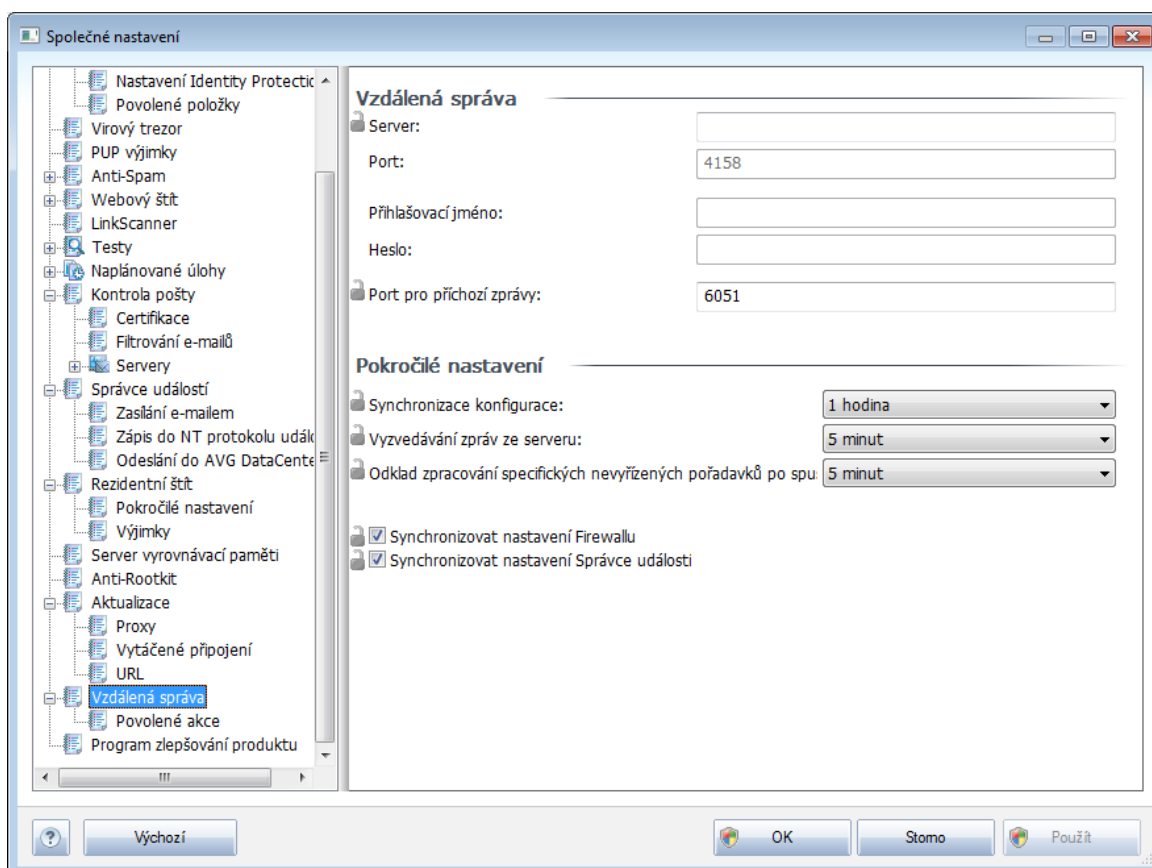 Společné nastavení
Nastavení Identity Protectic
Povolené položky
Virový trezor
PUP výjimky
Anti-Spam
Webový štít
LinkScanner
Testy
Naplánované úlohy
Kontrola pošty
Certifikace
Filtrování e-mailů
Servery
Správce událostí
Zasílání e-mailem
Zápis do NT protokolu udál
Odeslání do AVG DataCente
Rezidentní štít
Pokročilé nastavení
Výjimky
Server vyrovnávací paměti
Anti-Rootkit
Aktualizace
Proxy
Vytáčené připojení
URL
Vzdálená správa
Povolené akce
Program zlepšování produktu
Vzdálená správa
Server:
Port: 4158
Přihlašovací jméno:
Heslo:
Port pro příchozí zprávy: 6051
Pokročilé nastavení
Synchronizace konfigurace: 1 hodina
Vyzvedávání zpráv ze serveru: 5 minut
Odklad zpracování specifických nevyřízených pořadavků po spu: 5 minut
Synchronizovat nastavení Firewallu
Synchronizovat nastavení Správce události
? Výchozí OK Stomo Použít